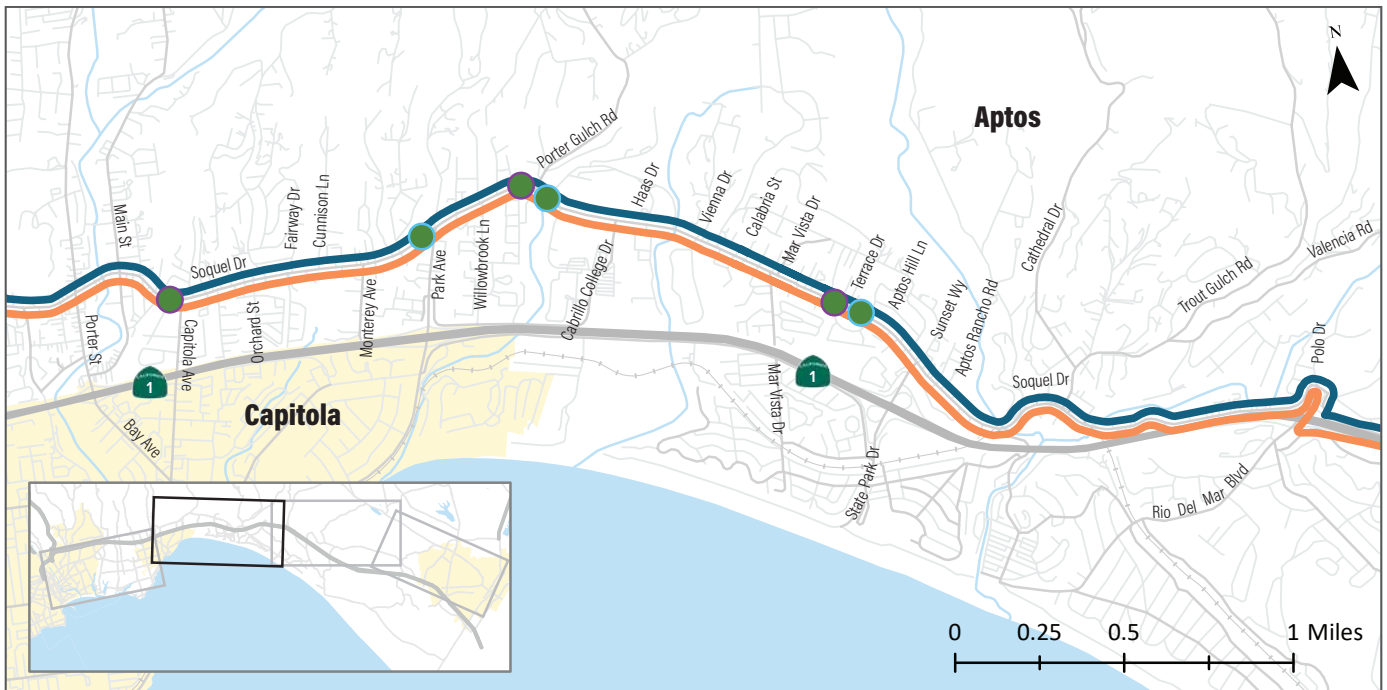 N
Aptos
Porter Gulch Rd
Main St
Fairway Dr
Cunnison Ln
Haas Dr
Vienna Dr
Calabria St
Mar Vista Dr
Cathedral Dr
Valencia Rd
Soquel Dr
Park Ave
Willowbrook Ln
Cabrillo College Dr
Terrace Dr
Aptos Hill Ln
Sunset Wy
Aptos Rancho Rd
Trout Gulch Rd
Porter St
Capitola Ave
Orchard St
Monterey Ave
Polo Dr
Soquel Dr
1
1
Capitola
Bay Ave
Mar Vista Dr
State Park Dr
Rio Del Mar Blvd
0 0.25 0.5 1 Miles